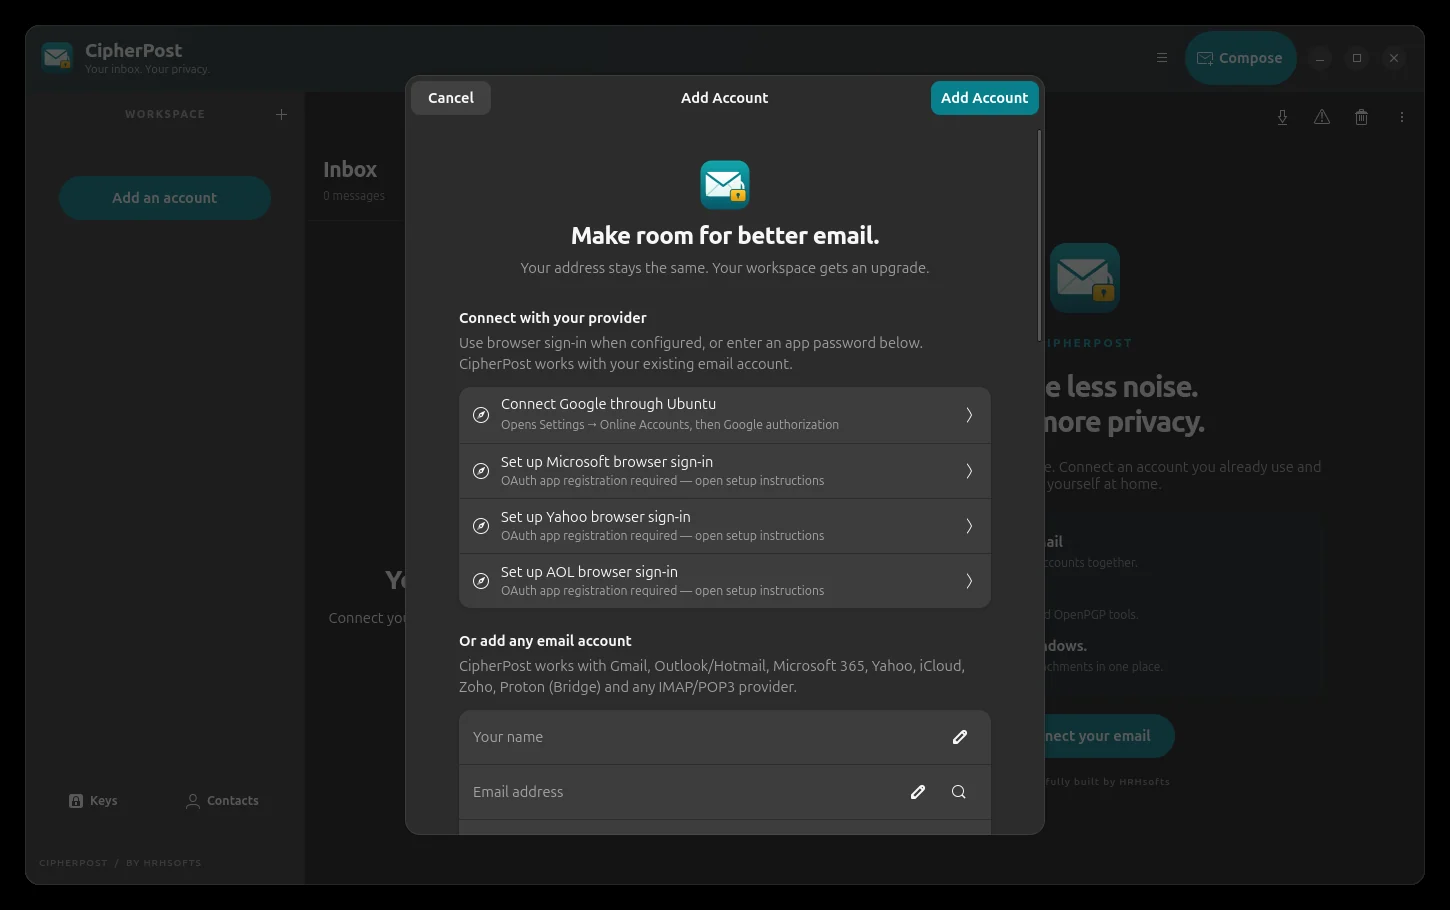 CipherPost
Your inbox. Your privacy.
Compose
WORKSPACE
Add an account
Inbox
0 messages
Connect you
Keys
Contacts
CIPHERPOST / BY HRHSOFTS
Cancel
Add Account
Add Account
Make room for better email.
Your address stays the same. Your workspace gets an upgrade.
Connect with your provider
Use browser sign-in when configured, or enter an app password below.
CipherPost works with your existing email account.
Connect Google through Ubuntu
Opens Settings → Online Accounts, then Google authorization
Set up Microsoft browser sign-in
OAuth app registration required — open setup instructions
Set up Yahoo browser sign-in
OAuth app registration required — open setup instructions
Set up AOL browser sign-in
OAuth app registration required — open setup instructions
Or add any email account
CipherPost works with Gmail, Outlook/Hotmail, Microsoft 365, Yahoo, iCloud,
Zoho, Proton (Bridge) and any IMAP/POP3 provider.
Your name
Email address
IPHERPOST
e less noise.
more privacy.
e. Connect an account you already use and
yourself at home.
ail
ccounts together.
d OpenPGP tools.
ndows.
achments in one place.
nect your email
fully built by HRHsofts